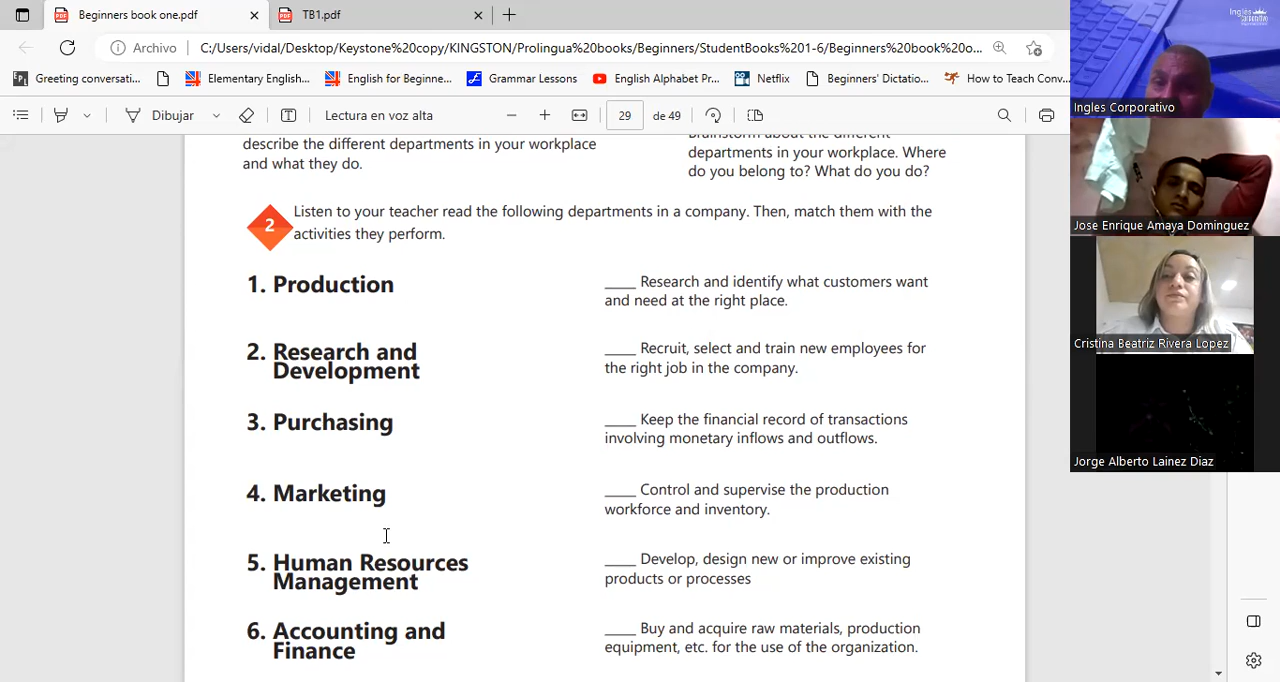 Beginners book one.pdf
TB1.pdf
Archivo
C:/Users/vidal/Desktop/Keystone%20copy/KINGSTON/Prolingua%20books/Beginners/StudentBooks%201-6/Beginners%20book%20o...
Greeting conversati...
Elementary English...
English for Beginne...
Grammar Lessons
English Alphabet Pr...
Netflix
Beginners' Dictatio...
How to Teach Conv...
Dibujar
Lectura en voz alta
29
de 49
describe the different departments in your workplace
and what they do.
Brainstorm about the different
departments in your workplace. Where
do you belong to? What do you do?
2
Listen to your teacher read the following departments in a company. Then, match them with the
activities they perform.
1. Production
____ Research and identify what customers want
and need at the right place.
2. Research and
Development
____ Recruit, select and train new employees for
the right job in the company.
3. Purchasing
____ Keep the financial record of transactions
involving monetary inflows and outflows.
4. Marketing
____ Control and supervise the production
workforce and inventory.
5. Human Resources
Management
____ Develop, design new or improve existing
products or processes
6. Accounting and
Finance
____ Buy and acquire raw materials, production
equipment, etc. for the use of the organization.
Inglés
Corporativo
Ingles Corporativo
Jose Enrique Amaya Dominguez
Cristina Beatriz Rivera Lopez
Jorge Alberto Lainez Diaz